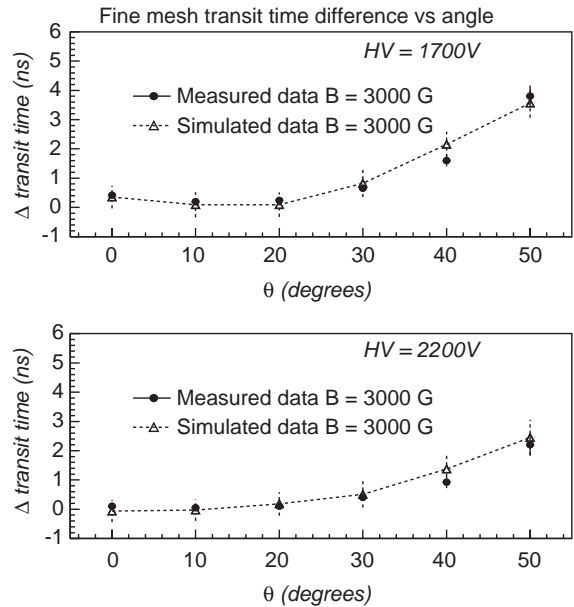 Fine mesh transit time difference vs angle
HV = 1700V
Measured data B = 3000 G
Simulated data B = 3000 G
Δ transit time (ns)
6
5
4
3
2
1
0
-1
0 10 20 30 40 50
θ (degrees)
HV = 2200V
Measured data B = 3000 G
Simulated data B = 3000 G
Δ transit time (ns)
6
5
4
3
2
1
0
-1
0 10 20 30 40 50
θ (degrees)